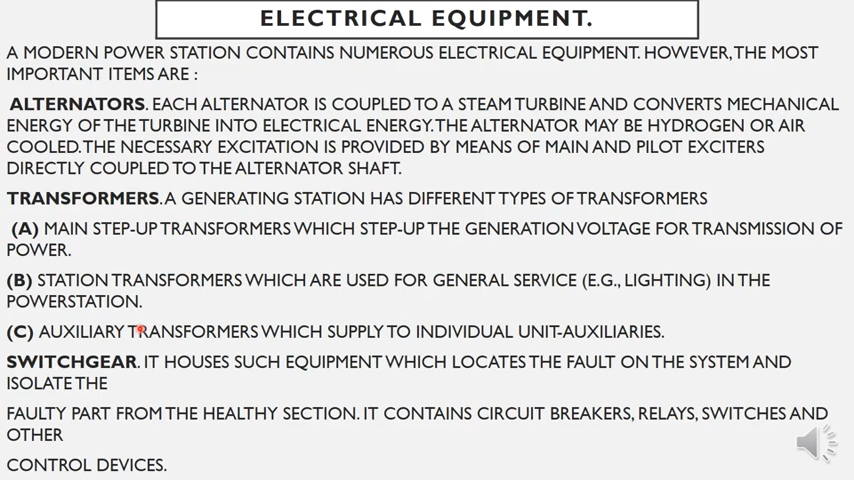 ELECTRICAL EQUIPMENT.
A MODERN POWER STATION CONTAINS NUMEROUS ELECTRICAL EQUIPMENT. HOWEVER, THE MOST
IMPORTANT ITEMS ARE :
ALTERNATORS. EACH ALTERNATOR IS COUPLED TO A STEAM TURBINE AND CONVERTS MECHANICAL
ENERGY OF THE TURBINE INTO ELECTRICAL ENERGY. THE ALTERNATOR MAY BE HYDROGEN OR AIR
COOLED. THE NECESSARY EXCITATION IS PROVIDED BY MEANS OF MAIN AND PILOT EXCITERS
DIRECTLY COUPLED TO THE ALTERNATOR SHAFT.
TRANSFORMERS. A GENERATING STATION HAS DIFFERENT TYPES OF TRANSFORMERS
(A) MAIN STEP-UP TRANSFORMERS WHICH STEP-UP THE GENERATION VOLTAGE FOR TRANSMISSION OF
POWER.
(B) STATION TRANSFORMERS WHICH ARE USED FOR GENERAL SERVICE (E.G., LIGHTING) IN THE
POWERSTATION.
(C) AUXILIARY TRANSFORMERS WHICH SUPPLY TO INDIVIDUAL UNIT-AUXILIARIES.
SWITCHGEAR. IT HOUSES SUCH EQUIPMENT WHICH LOCATES THE FAULT ON THE SYSTEM AND
ISOLATE THE
FAULTY PART FROM THE HEALTHY SECTION. IT CONTAINS CIRCUIT BREAKERS, RELAYS, SWITCHES AND
OTHER
CONTROL DEVICES.